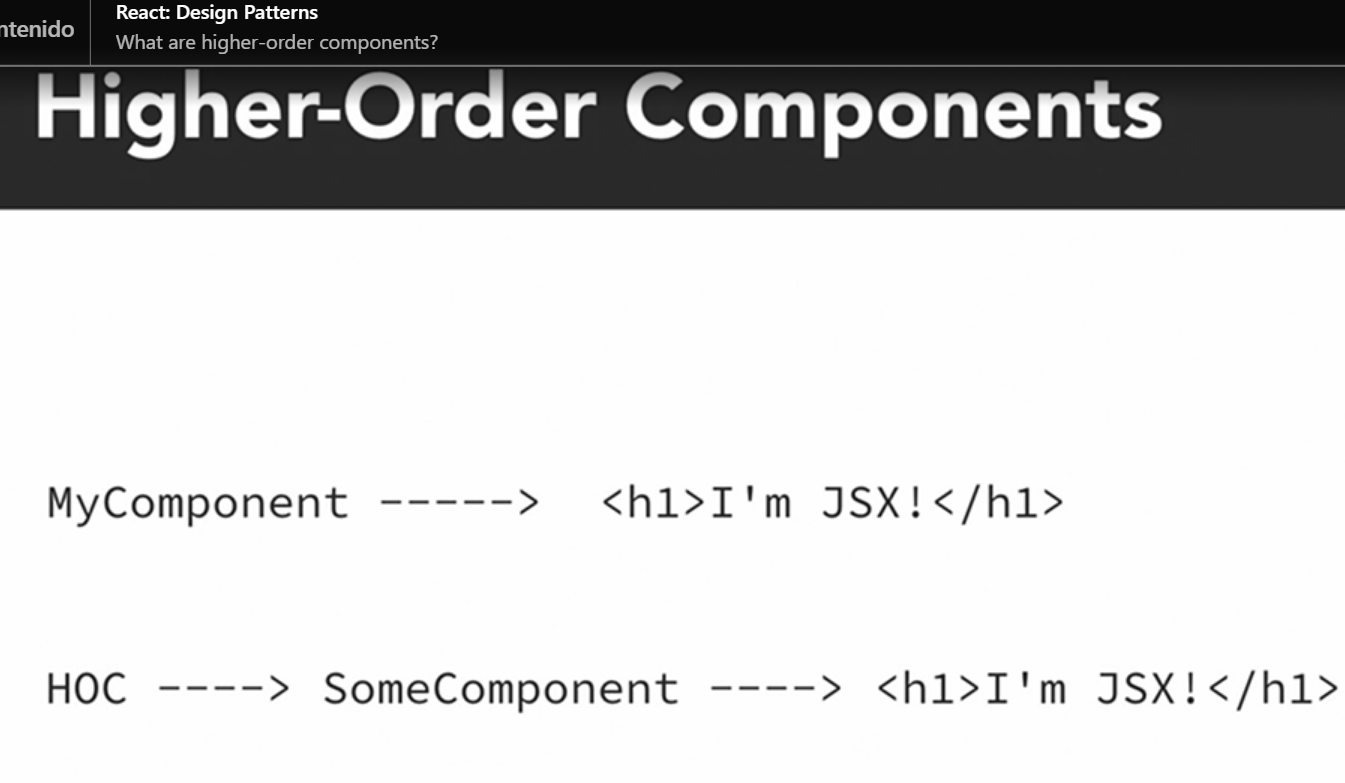 ntenido
React: Design Patterns
What are higher-order components?
Higher-Order Components
MyComponent -----> <h1>I'm JSX!</h1>
HOC ----> SomeComponent ----> <h1>I'm JSX!</h1>